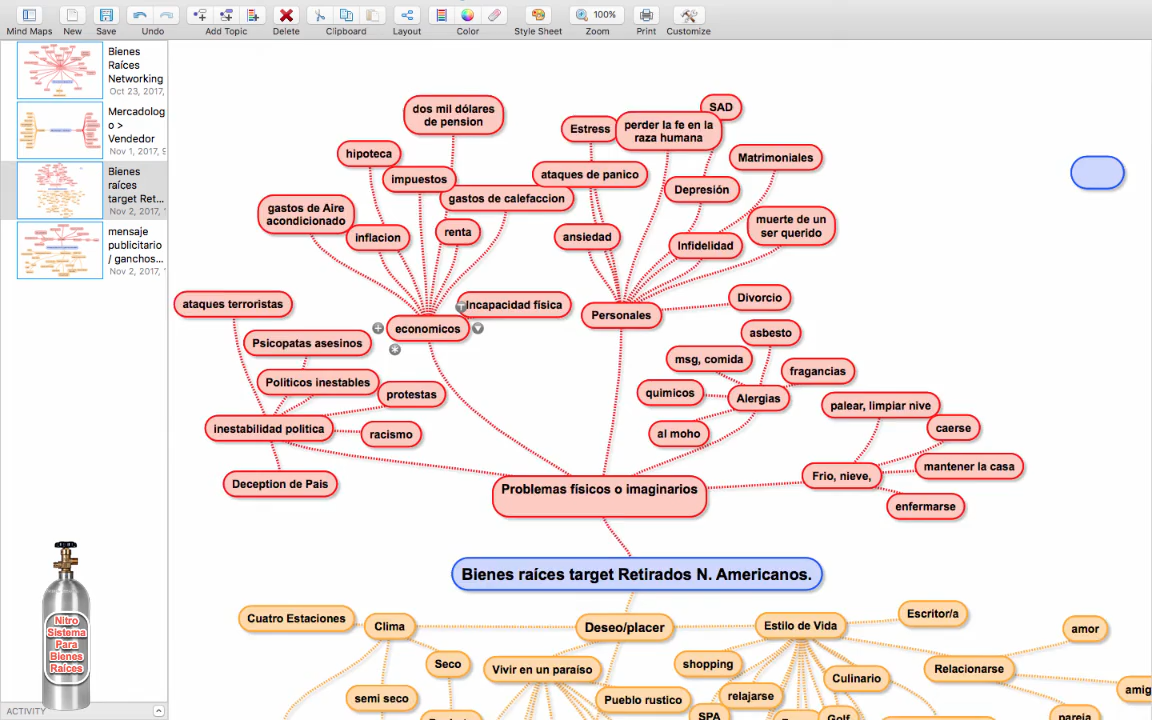 Mind Maps
New
Save
Undo
Add Topic
Delete
Clipboard
Layout
Color
Style Sheet
100%
Zoom
Print
Customize
Bienes
Raíces
Networking
Oct 23, 2017,
Mercadolog
o >
Vendedor
Nov 1, 2017, 9
Bienes
raíces
target Ret...
Nov 2, 2017,
mensaje
publicitario
/ ganchos...
Nov 2, 2017,
Nitro
Sistema
Para
Bienes
Raíces
ACTIVITY
dos mil dólares
de pension
hipoteca
impuestos
gastos de calefaccion
gastos de Aire
acondicionado
inflacion
renta
incapacidad física
economicos
SAD
Estress
perder la fe en la
raza humana
Matrimoniales
ataques de panico
Depresión
muerte de un
ser querido
ansiedad
Infidelidad
Divorcio
Personales
asbesto
msg, comida
fragancias
quimicos
Alergias
al moho
palear, limpiar nive
caerse
mantener la casa
Frio, nieve,
enfermarse
ataques terroristas
Psicopatas asesinos
Politicos inestables
protestas
inestabilidad politica
racismo
Deception de Pais
Problemas físicos o imaginarios
Bienes raíces target Retirados N. Americanos.
Cuatro Estaciones
Clima
Deseo/placer
Estilo de Vida
Escritor/a
amor
Seco
Vivir en un paraíso
shopping
Culinario
Relacionarse
semi seco
Pueblo rustico
relajarse
amig
SPA
Golf
pareja